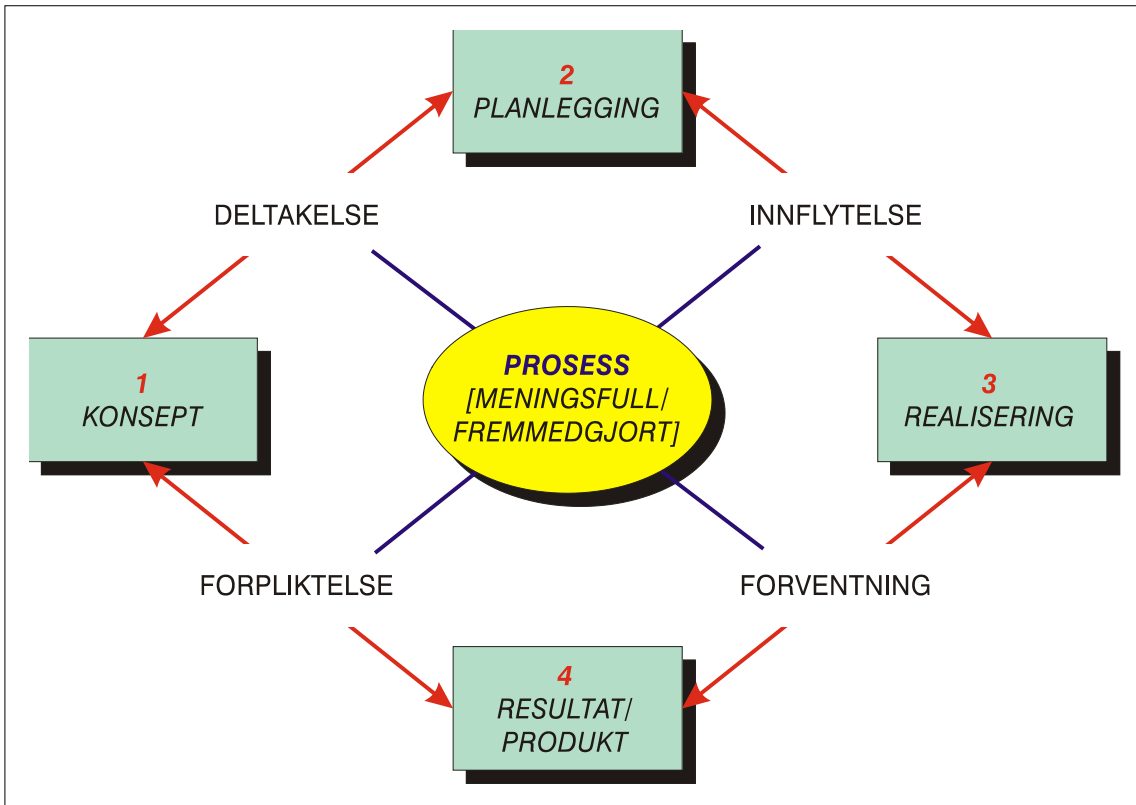 2
PLANLEGGING
DELTAKELSE
INNFLYTELSE
1
KONSEPT
PROSESS
[MENINGSFULL/
FREMMEDGJORT]
3
REALISERING
FORPLIKTELSE
FORVENTNING
4
RESULTAT/
PRODUKT